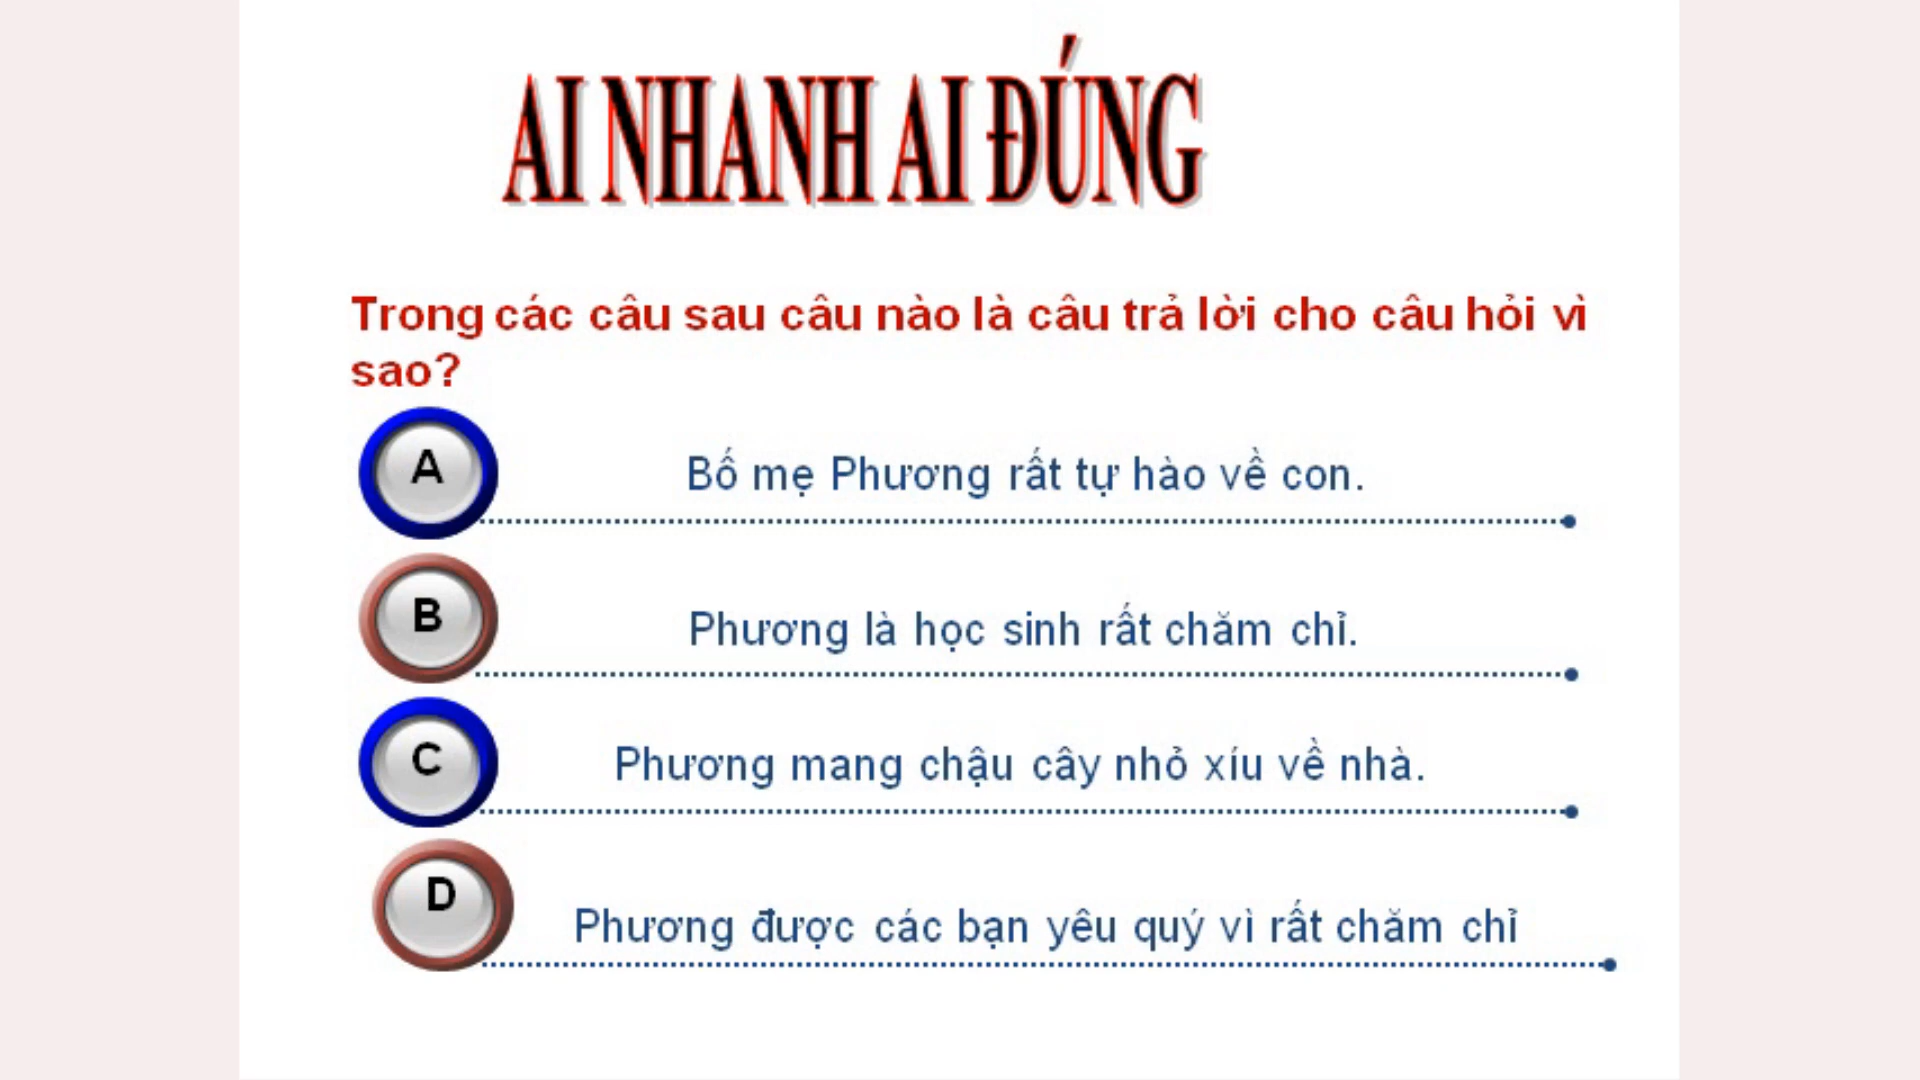 AI NHANH AI ĐÚNG
Trong các câu sau câu nào là câu trả lời cho câu hỏi vì
sao?
A
Bố mẹ Phương rất tự hào về con.
B
Phương là học sinh rất chăm chỉ.
C
Phương mang chậu cây nhỏ xíu về nhà.
D
Phương được các bạn yêu quý vì rất chăm chỉ